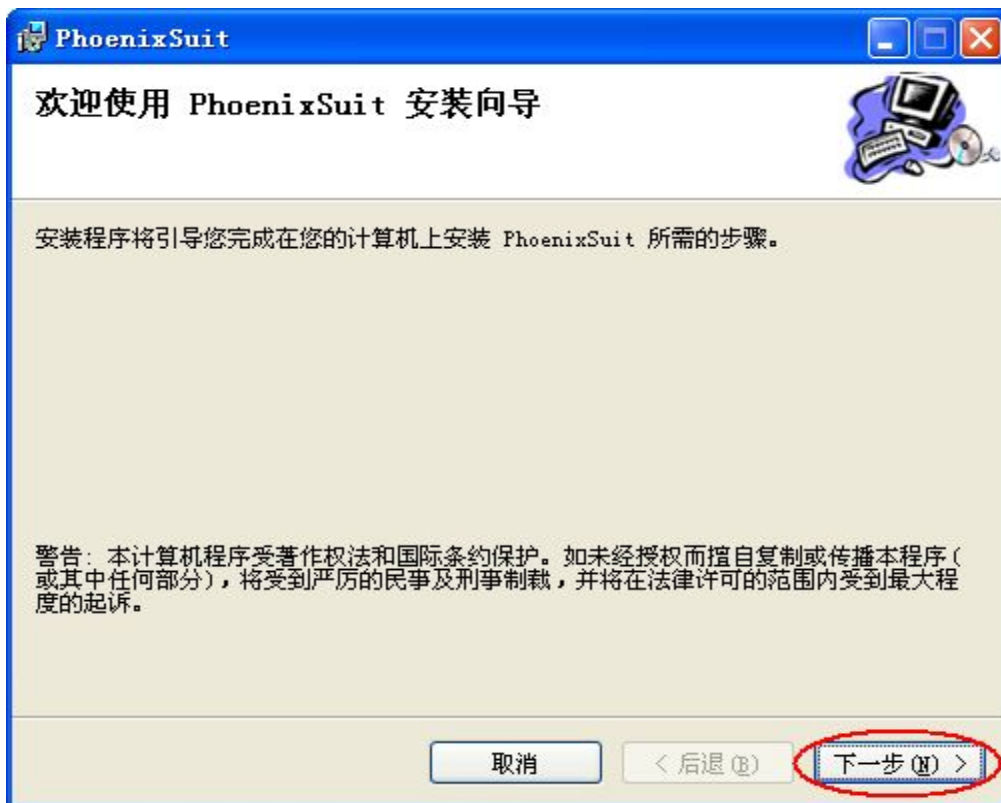 PhoenixSuit
欢迎使用 PhoenixSuit 安装向导
安装程序将引导您完成在您的计算机上安装 PhoenixSuit 所需的步骤。
警告: 本计算机程序受著作权法和国际条约保护。如未经授权而擅自复制或传播本程序(
或其中任何部分),将受到严厉的民事及刑事制裁,并将在法律许可的范围内受到最大程
度的起诉。
取消
< 后退(B)
下一步(N) >